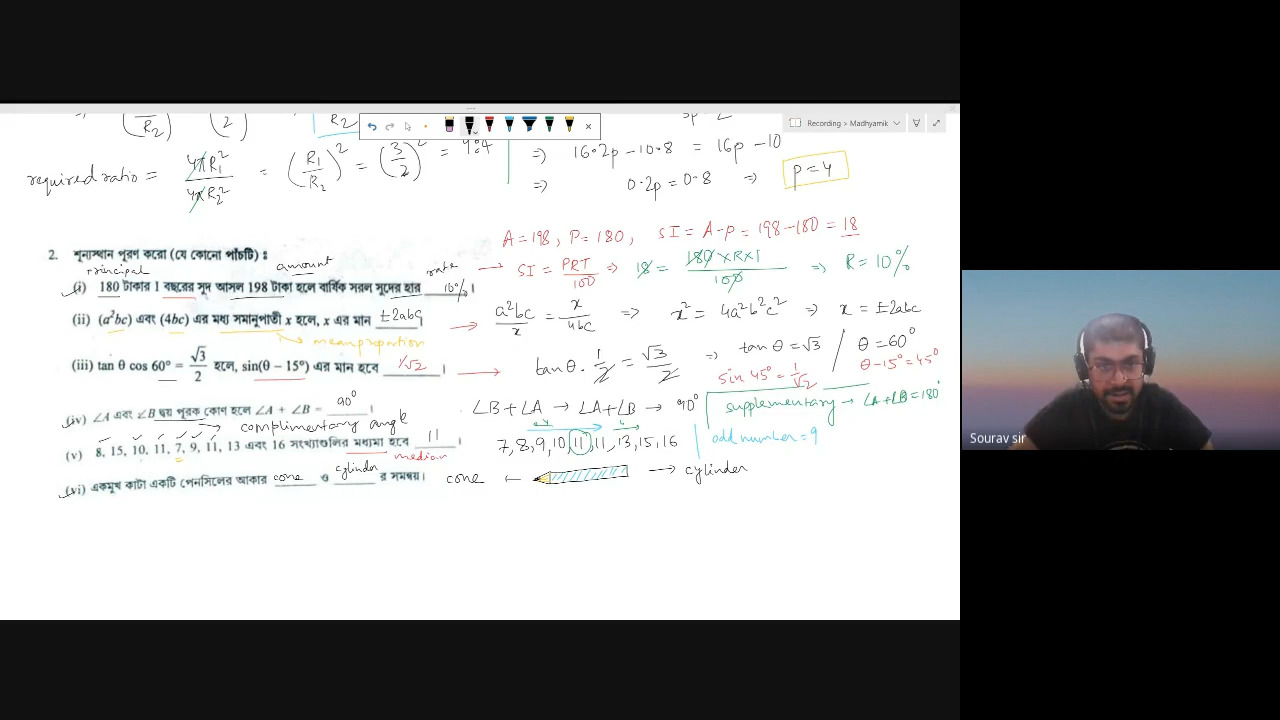 R₂ 2 R₂
required ratio = 4πR₁² / 4πR₂² = (R₁/R₂)² = (3/2)² = 9:4
⇒ 16.2p - 10.8 = 16p - 10
⇒ 0.2p = 0.8 ⇒ p = 4
Recording > Madhyamik
2. শূন্যস্থান পূরণ করো (যে কোনো পাঁচটি) :
A = 198, P = 180, SI = A - p = 198 - 180 = 18
principal amount rate
(i) 180 টাকার 1 বছরের সুদ আসল 198 টাকা হলে বার্ষিক সরল সুদের হার 10% ।
SI = PRT/100 ⇒ 18 = 180 × R × 1 / 100 ⇒ R = 10%
(ii) (a²bc) এবং (4bc) এর মধ্য সমানুপাতী x হলে, x এর মান ±2abc ।
→ a²bc/x = x/4bc ⇒ x² = 4a²b²c² ⇒ x = ±2abc
mean proportion
(iii) tan θ cos 60° = √3/2 হলে, sin(θ – 15°) এর মান হবে 1/√2 ।
→ tan θ . 1/2 = √3/2 ⇒ tan θ = √3 / θ = 60°
sin 45° = 1/√2 θ - 15° = 45°
(iv) ∠A এবং ∠B দ্বয় পূরক কোণ হলে ∠A + ∠B = 90° ।
complimentary angle
∠B + ∠A → ∠A + ∠B → 90°
supplementary → ∠A + ∠B = 180°
(v) 8, 15, 10, 11, 7, 9, 11, 13 এবং 16 সংখ্যাগুলির মধ্যমা হবে 11 ।
median
7, 8, 9, 10, 11, 11, 13, 15, 16
odd number = 9
(vi) একমুখ কাটা একটি পেনসিলের আকার cone ও cylinder র সমন্বয়।
cone ← → cylinder
Sourav sir